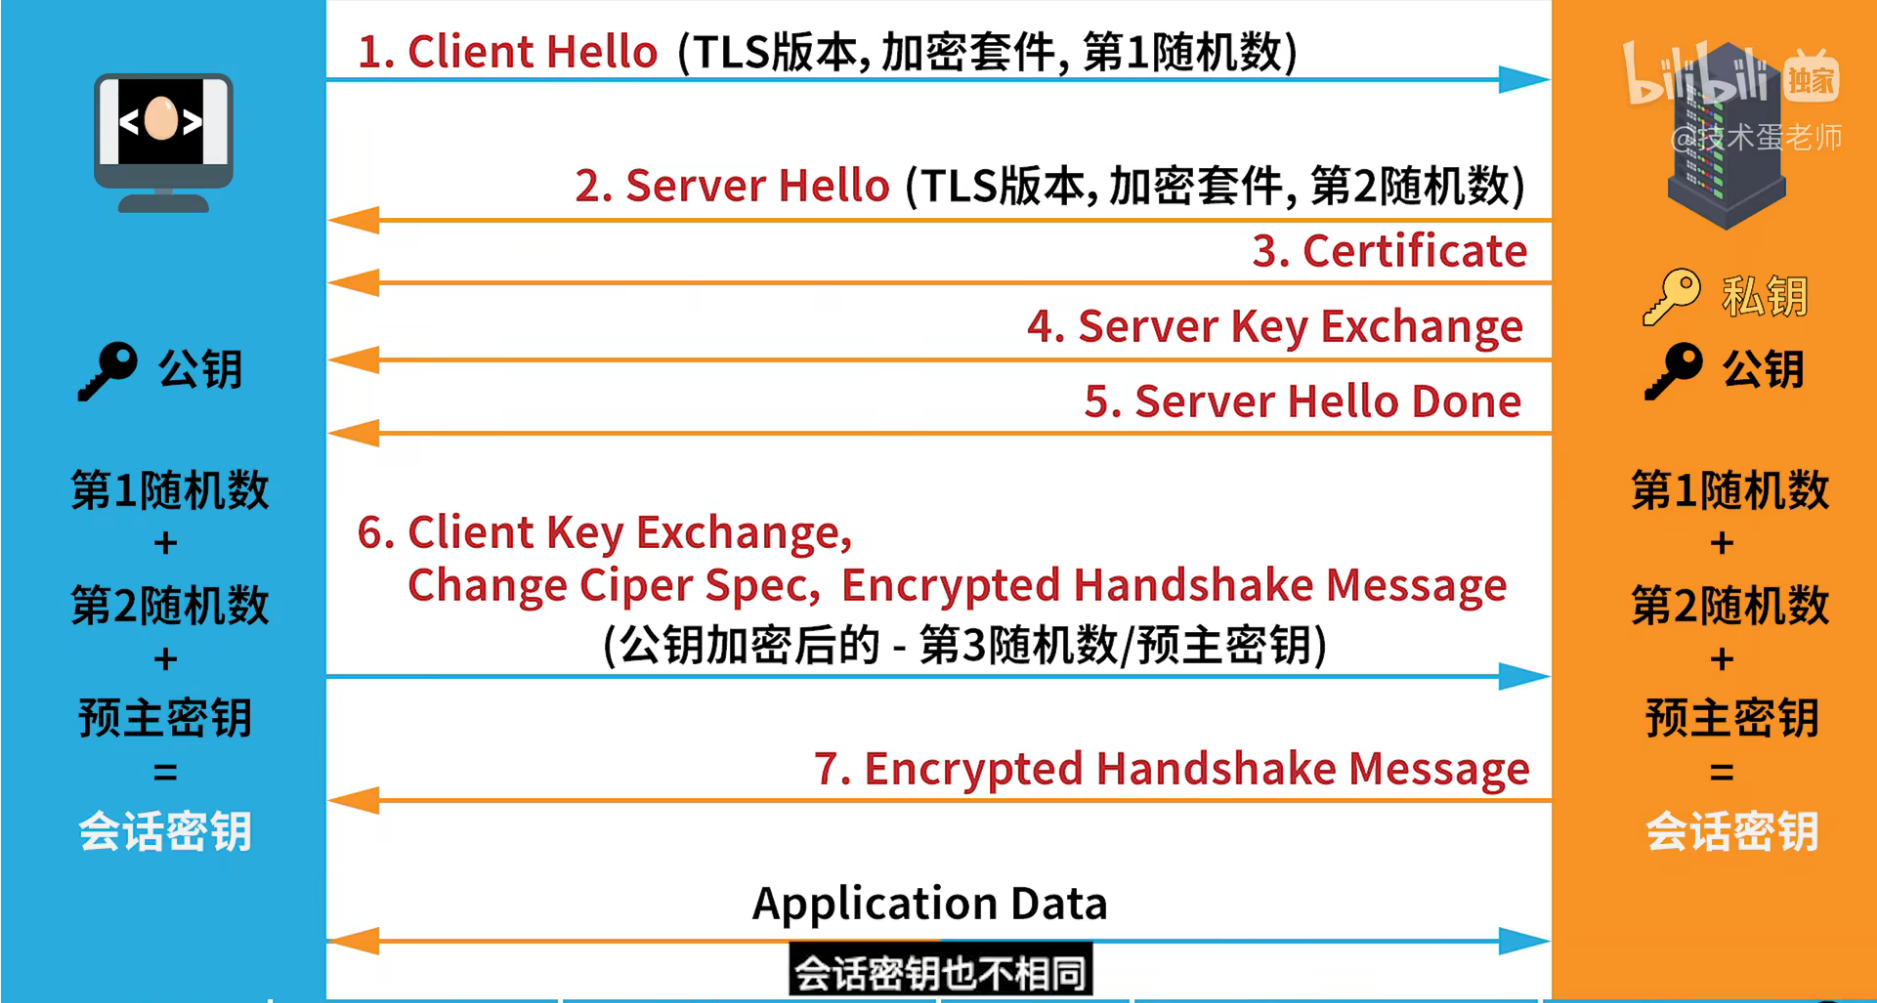 1. Client Hello (TLS版本, 加密套件, 第1随机数)
bilibili 独家
@技术蛋老师
< >
2. Server Hello (TLS版本, 加密套件, 第2随机数)
3. Certificate
私钥
4. Server Key Exchange
公钥
公钥
5. Server Hello Done
第1随机数
+
第2随机数
+
预主密钥
=
会话密钥
6. Client Key Exchange,
Change Ciper Spec, Encrypted Handshake Message
(公钥加密后的 - 第3随机数/预主密钥)
7. Encrypted Handshake Message
第1随机数
+
第2随机数
+
预主密钥
=
会话密钥
Application Data
会话密钥也不相同